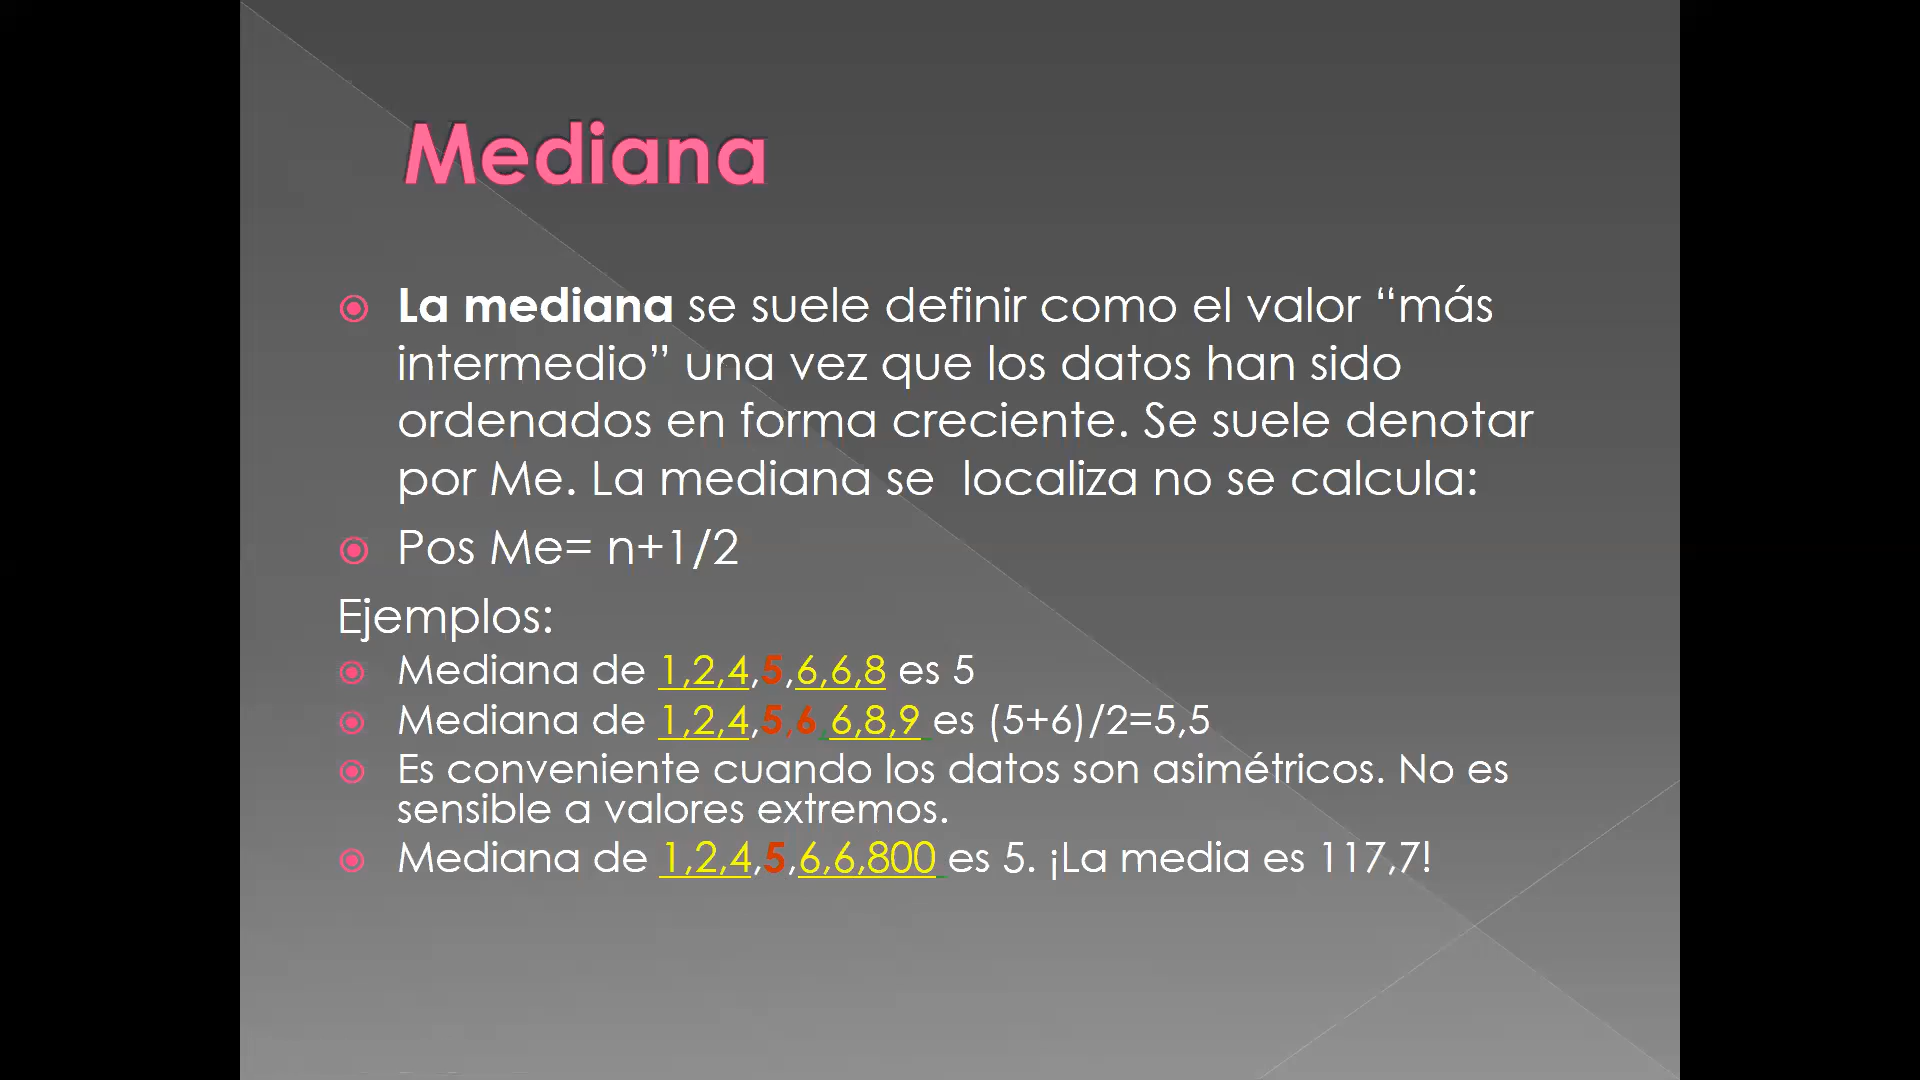 Mediana
La mediana se suele definir como el valor “más
intermedio” una vez que los datos han sido
ordenados en forma creciente. Se suele denotar
por Me. La mediana se  localiza no se calcula:
Pos Me= n+1/2
Ejemplos:
Mediana de 1,2,4,5,6,6,8 es 5
Mediana de 1,2,4,5,6,6,8,9 es (5+6)/2=5,5
Es conveniente cuando los datos son asimétricos. No es
sensible a valores extremos.
Mediana de 1,2,4,5,6,6,800 es 5. ¡La media es 117,7!